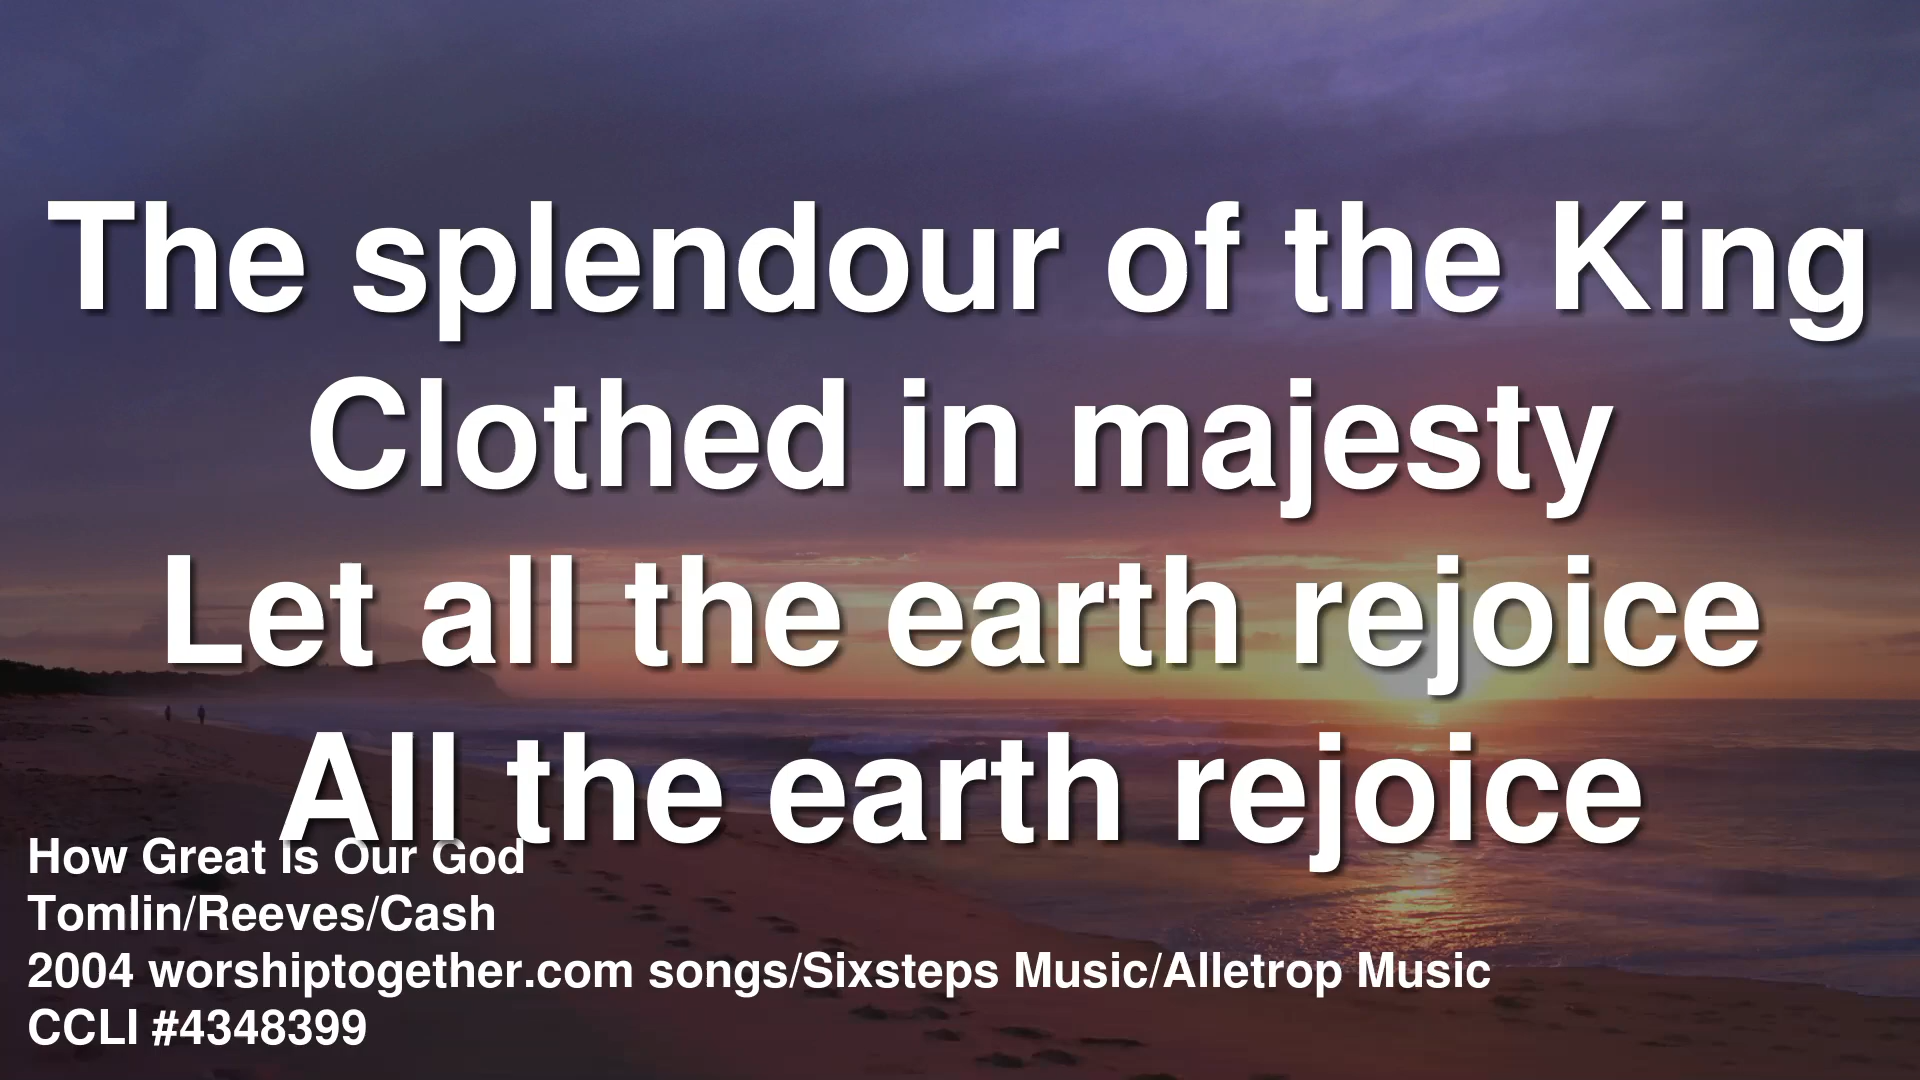 The splendour of the King
Clothed in majesty
Let all the earth rejoice
All the earth rejoice
How Great is Our God
Tomlin/Reeves/Cash
2004 worshiptogether.com songs/Sixsteps Music/Alletrop Music
CCLI #4348399